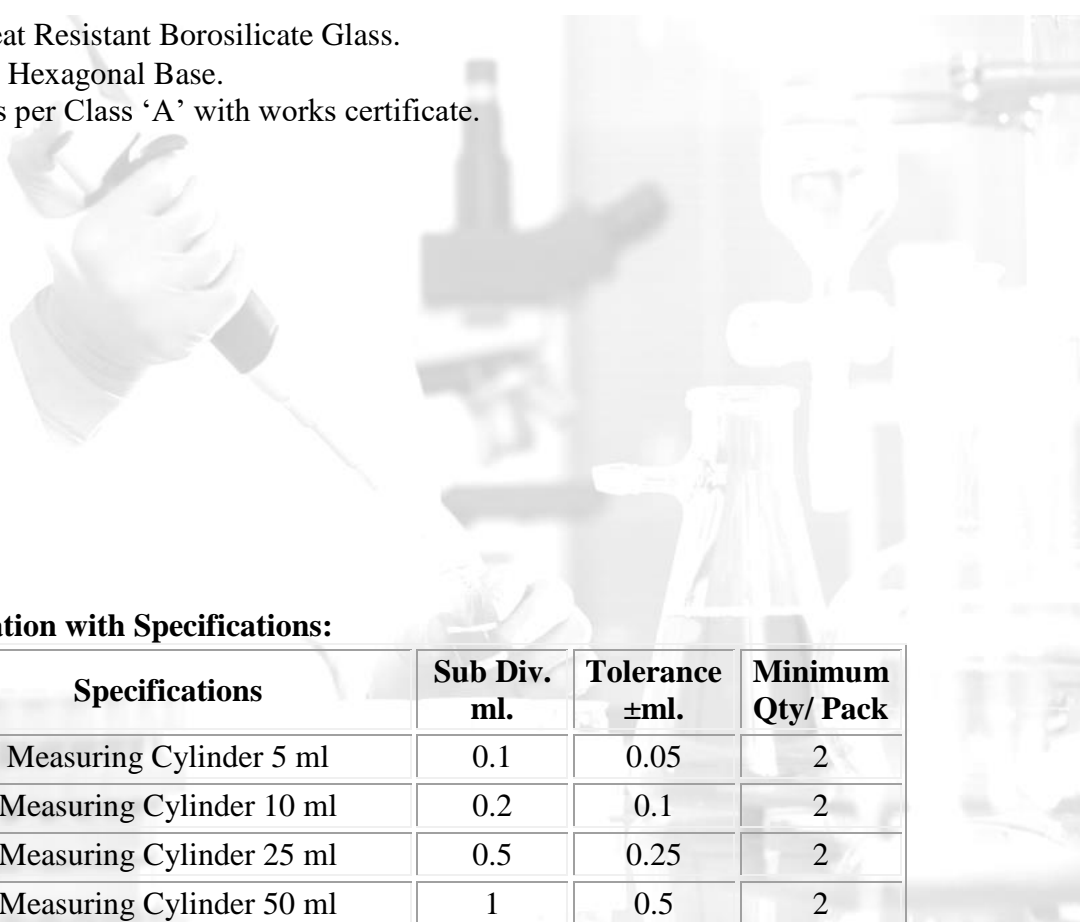 eat Resistant Borosilicate Glass.
Hexagonal Base.
s per Class ‘A’ with works certificate.
ation with Specifications:
Specifications Sub Div. ml. Tolerance ±ml. Minimum Qty/ Pack
Measuring Cylinder 5 ml 0.1 0.05 2
Measuring Cylinder 10 ml 0.2 0.1 2
Measuring Cylinder 25 ml 0.5 0.25 2
Measuring Cylinder 50 ml 1 0.5 2